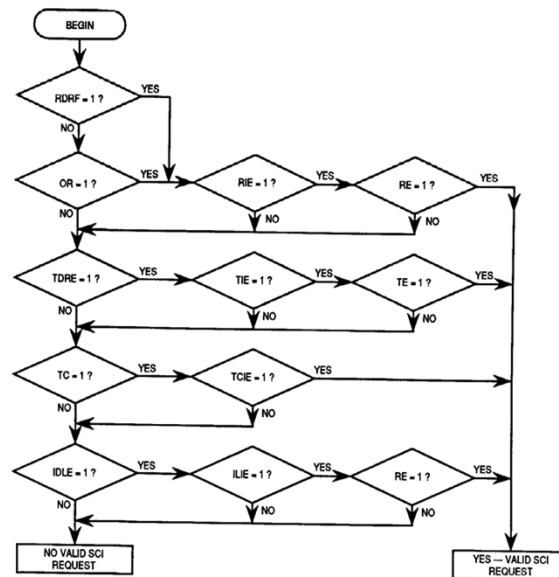 BEGIN
RDRF = 1 ?
YES
NO
OR = 1 ?
YES
RIE = 1 ?
YES
RE = 1 ?
YES
NO
NO
NO
TDRE = 1 ?
YES
TIE = 1 ?
YES
TE = 1 ?
YES
NO
NO
NO
TC = 1 ?
YES
TCIE = 1 ?
YES
NO
NO
IDLE = 1 ?
YES
ILIE = 1 ?
YES
RE = 1 ?
YES
NO
NO
NO
NO VALID SCI
REQUEST
YES — VALID SCI
REQUEST